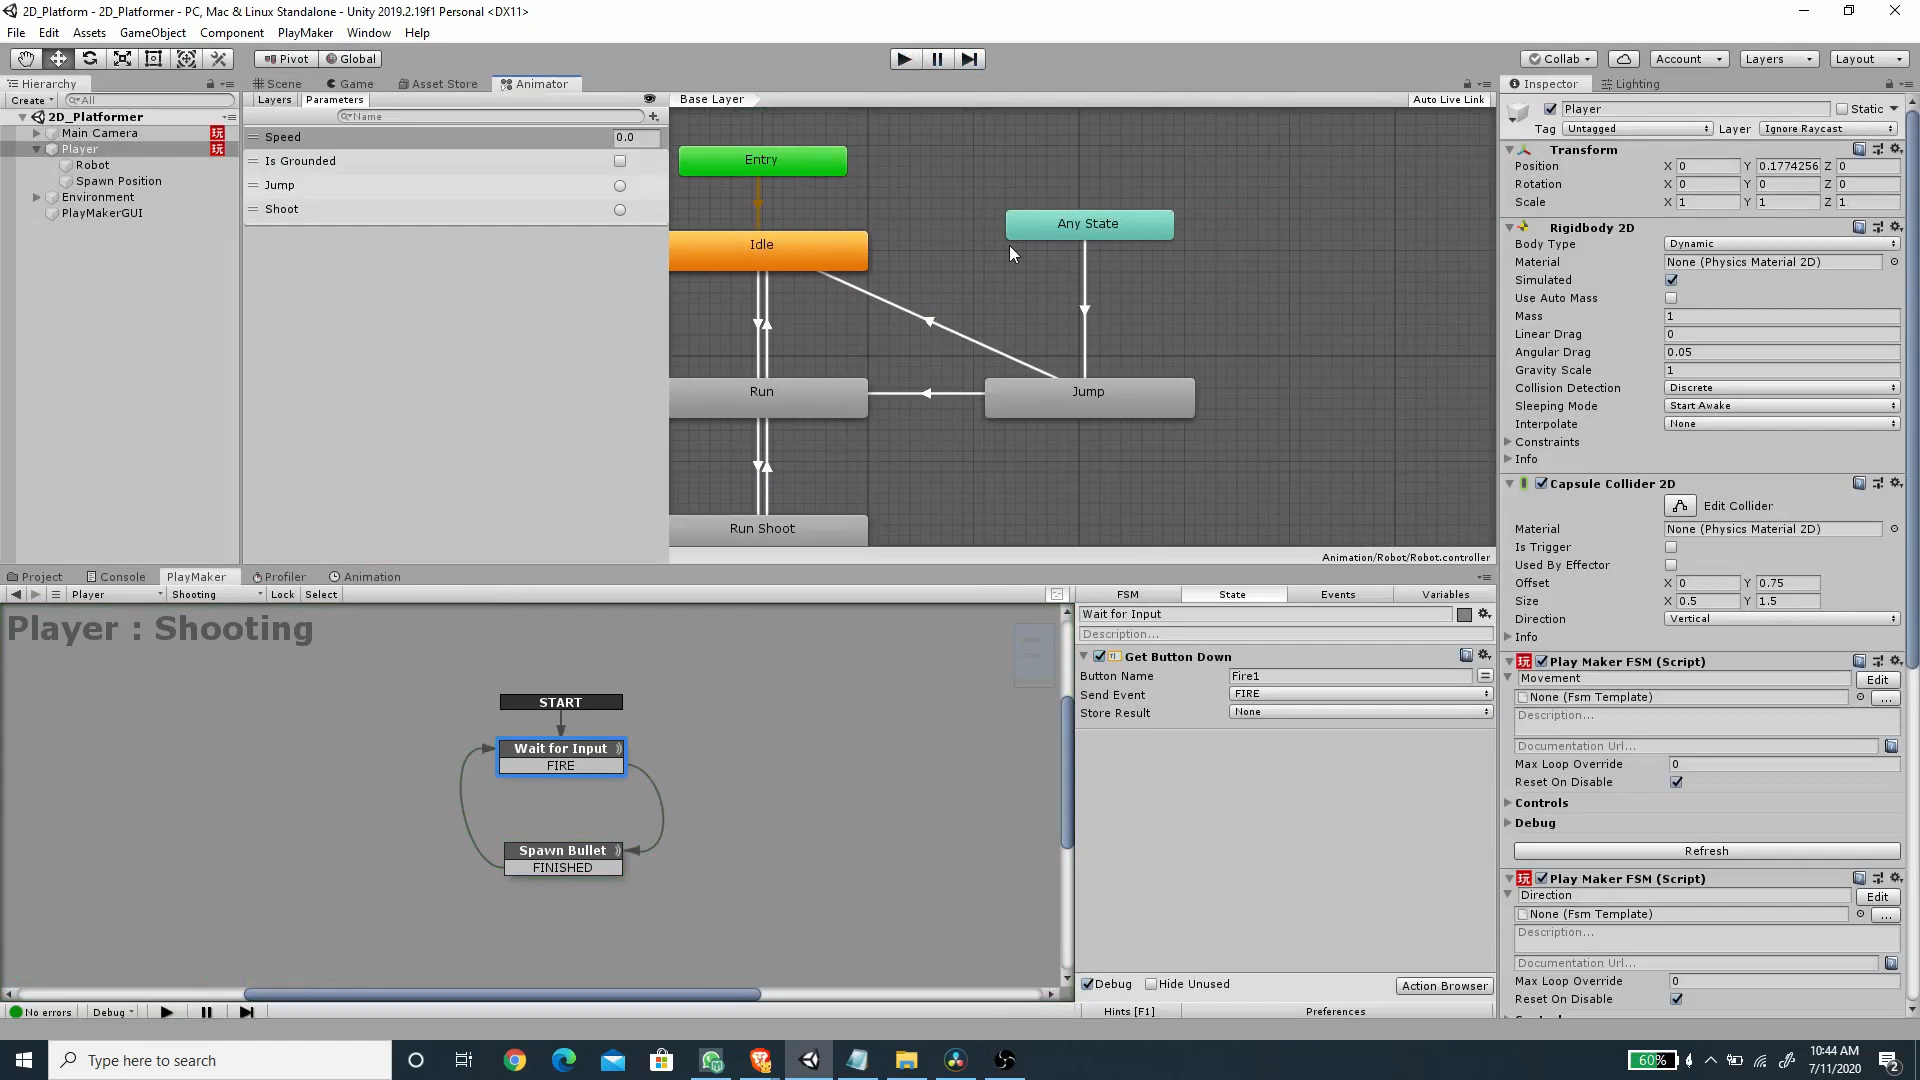 2D_Platform - 2D_Platformer - PC, Mac & Linux Standalone - Unity 2019.2.19f1 Personal <DX11>
File Edit Assets GameObject Component PlayMaker Window Help
Pivot Global Collab Account Layers Layout
Hierarchy Scene Game Asset Store Animator Inspector Lighting
Create All
2D_Platformer
Main Camera 玩
Player 玩
Robot
Spawn Position
Environment
PlayMakerGUI
Layers Parameters Base Layer Auto Live Link
Name
Speed 0.0
Is Grounded
Jump
Shoot
Entry
Any State
Idle
Run
Jump
Run Shoot
Animation/Robot/Robot.controller
Player Static
Tag Untagged Layer Ignore Raycast
Transform
Position X 0 Y 0.1774256 Z 0
Rotation X 0 Y 0 Z 0
Scale X 1 Y 1 Z 1
Rigidbody 2D
Body Type Dynamic
Material None (Physics Material 2D)
Simulated
Use Auto Mass
Mass 1
Linear Drag 0
Angular Drag 0.05
Gravity Scale 1
Collision Detection Discrete
Sleeping Mode Start Awake
Interpolate None
Constraints
Info
Capsule Collider 2D
Edit Collider
Material None (Physics Material 2D)
Is Trigger
Used By Effector
Offset X 0 Y 0.75
Size X 0.5 Y 1.5
Direction Vertical
Info
玩 Play Maker FSM (Script)
Movement Edit
None (Fsm Template) ...
Description...
Documentation Url...
Max Loop Override 0
Reset On Disable
Controls
Debug
Refresh
玩 Play Maker FSM (Script)
Direction Edit
None (Fsm Template) ...
Description...
Documentation Url...
Max Loop Override 0
Reset On Disable
Project Console PlayMaker Profiler Animation
Player Shooting Lock Select
Player : Shooting
START
Wait for Input
FIRE
Spawn Bullet
FINISHED
FSM State Events Variables
Wait for Input
Description...
Get Button Down
Button Name Fire1
Send Event FIRE
Store Result None
Debug Hide Unused Action Browser
No errors Debug Hints [F1] Preferences
Type here to search
60%
10:44 AM
7/11/2020
2